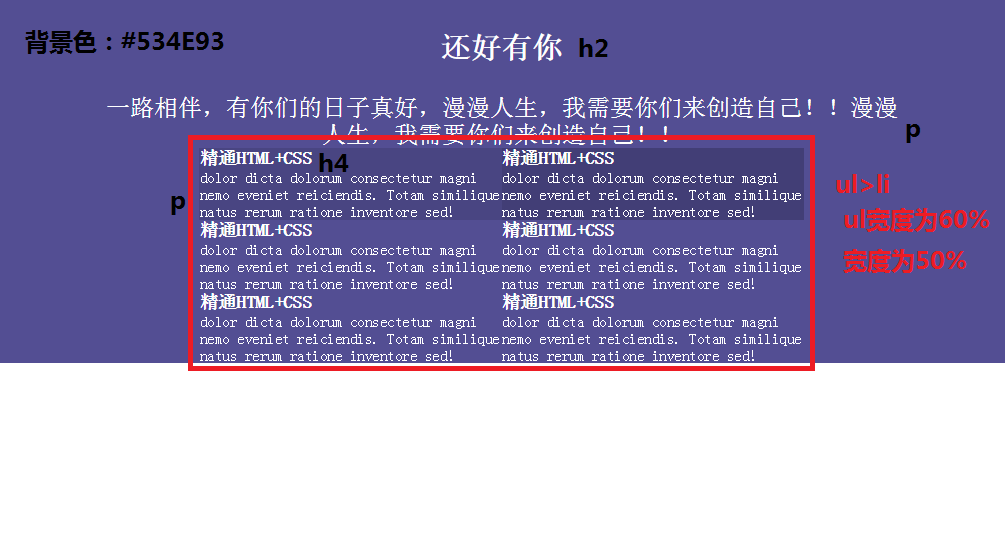 背景色：#534E93
还好有你 h2
一路相伴，有你们的日子真好，漫漫人生，我需要你们来创造自己！！漫漫
人生，我需要你们来创造自己！！
p
精通HTML+CSS h4
dolor dicta dolorum consectetur magni
nemo eveniet reiciendis. Totam similique
natus rerum ratione inventore sed!
p
精通HTML+CSS
dolor dicta dolorum consectetur magni
nemo eveniet reiciendis. Totam similique
natus rerum ratione inventore sed!
ul>li
ul宽度为60%
宽度为50%
精通HTML+CSS
dolor dicta dolorum consectetur magni
nemo eveniet reiciendis. Totam similique
natus rerum ratione inventore sed!
精通HTML+CSS
dolor dicta dolorum consectetur magni
nemo eveniet reiciendis. Totam similique
natus rerum ratione inventore sed!
精通HTML+CSS
dolor dicta dolorum consectetur magni
nemo eveniet reiciendis. Totam similique
natus rerum ratione inventore sed!
精通HTML+CSS
dolor dicta dolorum consectetur magni
nemo eveniet reiciendis. Totam similique
natus rerum ratione inventore sed!